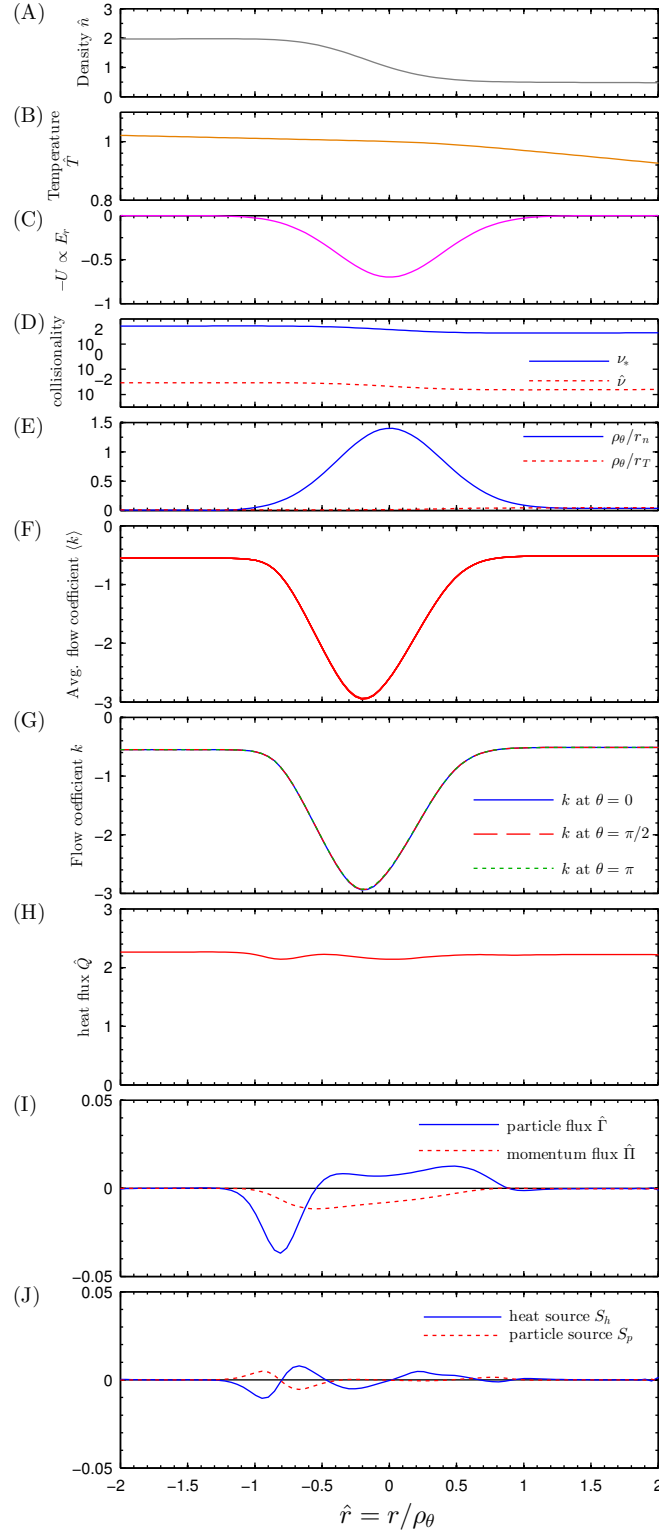 (A)
Density n̂
3
2
1
0
(B)
Temperature
T̂
1
0.8
(C)
−U ∝ E_r
0
−0.5
−1
(D)
collisionality
10^2
10^0
10^−2
ν_*
ν̂
(E)
1.5
1
0.5
0
ρ_θ/r_n
ρ_θ/r_T
(F)
Avg. flow coefficient ⟨k⟩
0
−1
−2
−3
(G)
Flow coefficient k
0
−1
−2
−3
k at θ = 0
k at θ = π/2
k at θ = π
(H)
heat flux Q̂
3
2
1
0
(I)
0.05
0
−0.05
particle flux Γ̂
momentum flux Π̂
(J)
0.05
0
−0.05
heat source S_h
particle source S_p
−2 −1.5 −1 −0.5 0 0.5 1 1.5 2
r̂ = r/ρ_θ